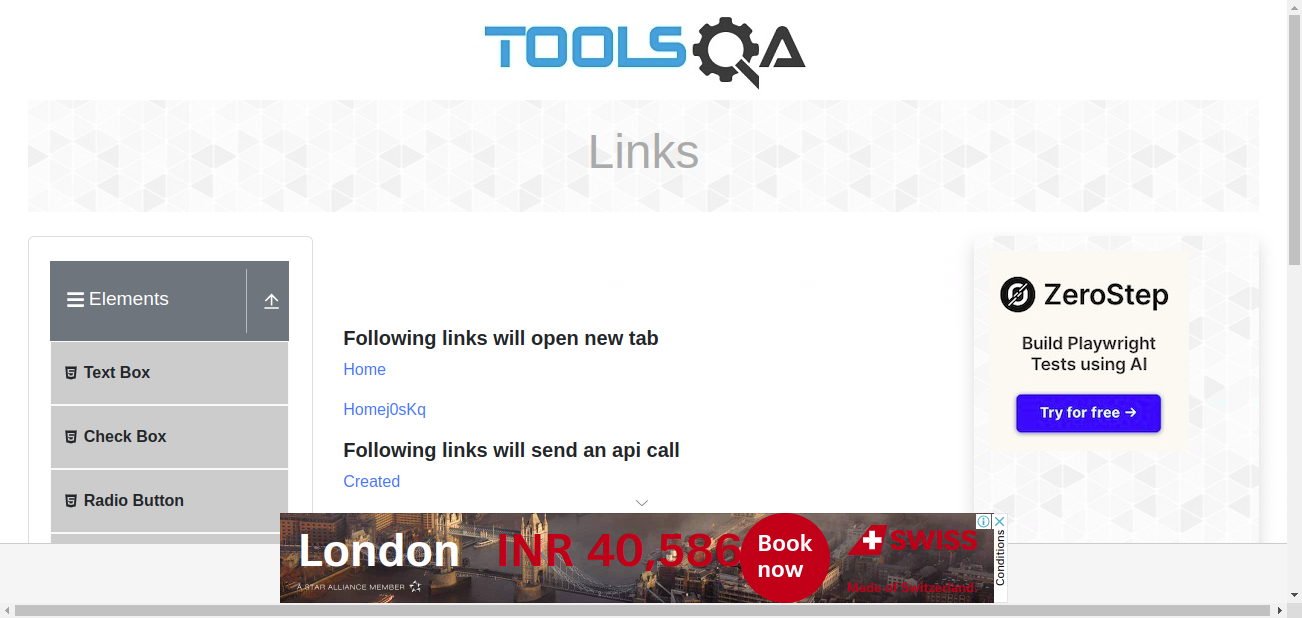 TOOLSQA
Links
Elements
Text Box
Check Box
Radio Button
Following links will open new tab
Home
Homej0sKq
Following links will send an api call
Created
ZeroStep
Build Playwright
Tests using AI
Try for free →
London
A STAR ALLIANCE MEMBER
INR 40,586
Book
now
SWISS
Made of Switzerland.
Conditions